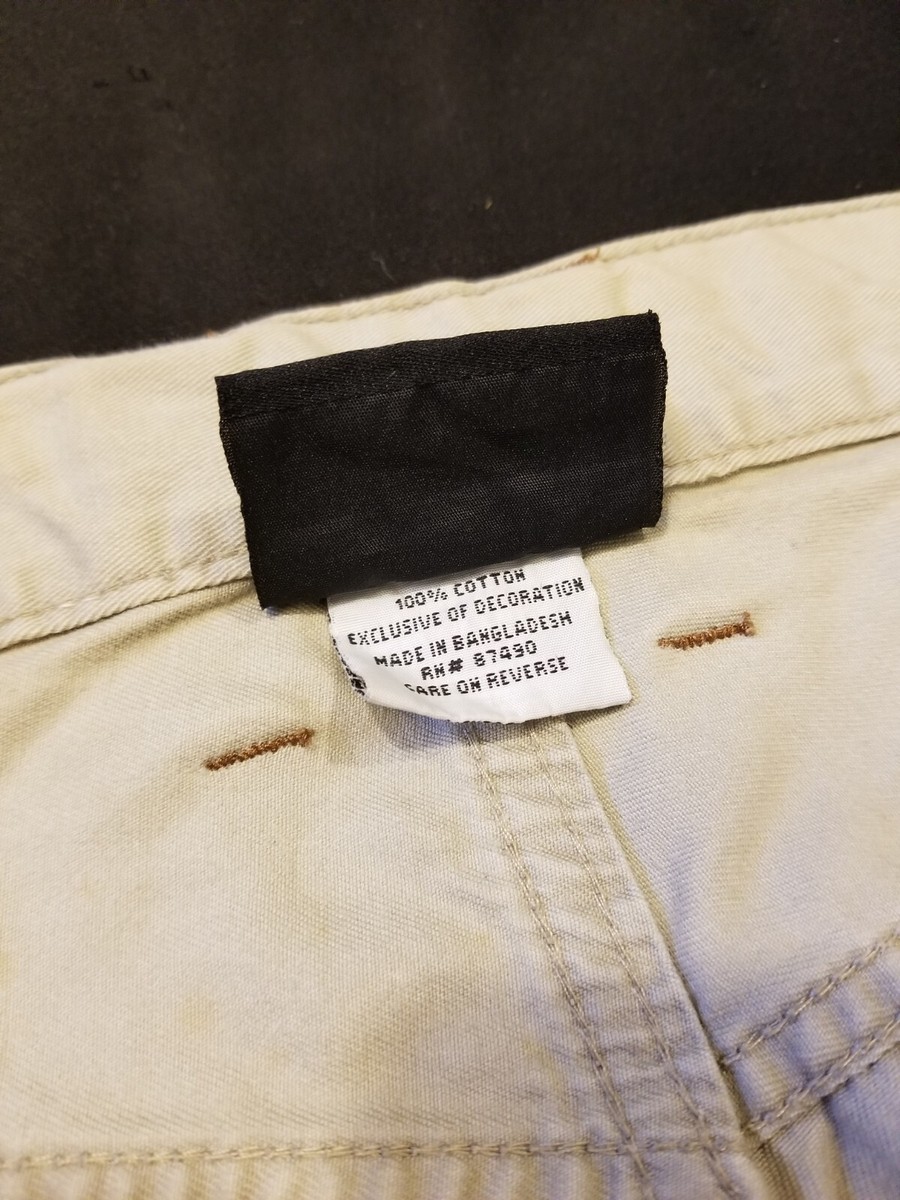 100% COTTON
EXCLUSIVE OF DECORATION
MADE IN BANGLADESH
RN# 87490
CARE ON REVERSE